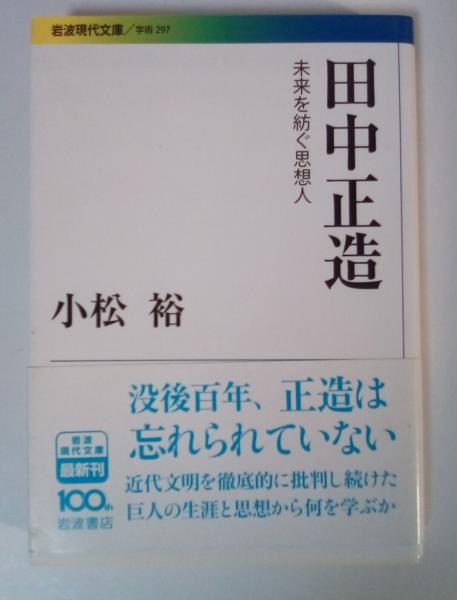 岩波現代文庫/学術 297
田中正造
未来を紡ぐ思想人
小松 裕
没後百年、正造は
忘れられていない
近代文明を徹底的に批判し続けた
巨人の生涯と思想から何を学ぶか
岩波
現代文庫
最新刊
100th
岩波書店